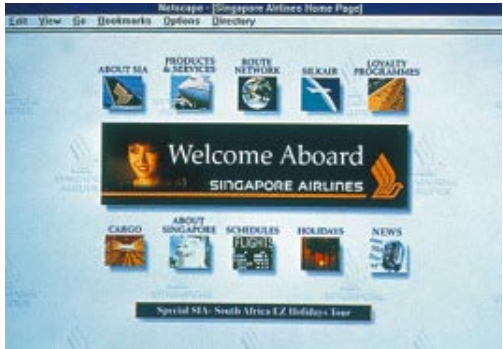 Netscape - [Singapore Airlines Home Page]
Edit View Go Bookmarks Options Directory
ABOUT SIA
PRODUCTS & SERVICES
ROUTE NETWORK
SILKAIR
LOYALTY PROGRAMMES
Welcome Aboard
SINGAPORE AIRLINES
CARGO
ABOUT SINGAPORE
SCHEDULES
FLIGHTS
HOLIDAYS
NEWS
Special SIA- South Africa EZ Holidays Tour